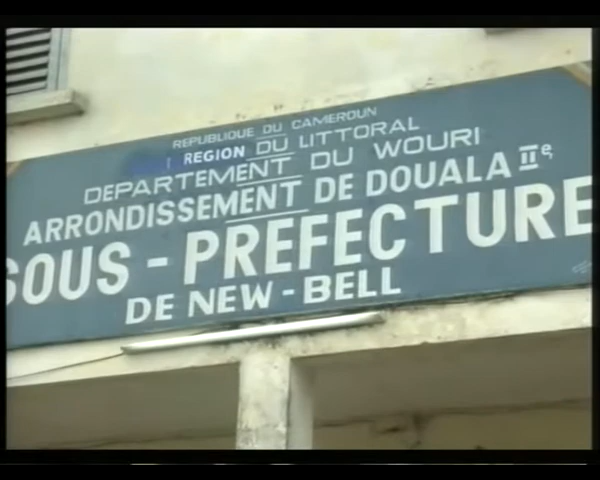 REPUBLIQUE DU CAMEROUN
REGION DU LITTORAL
DEPARTEMENT DU WOURI
ARRONDISSEMENT DE DOUALA IIe
SOUS - PREFECTURE
DE NEW - BELL